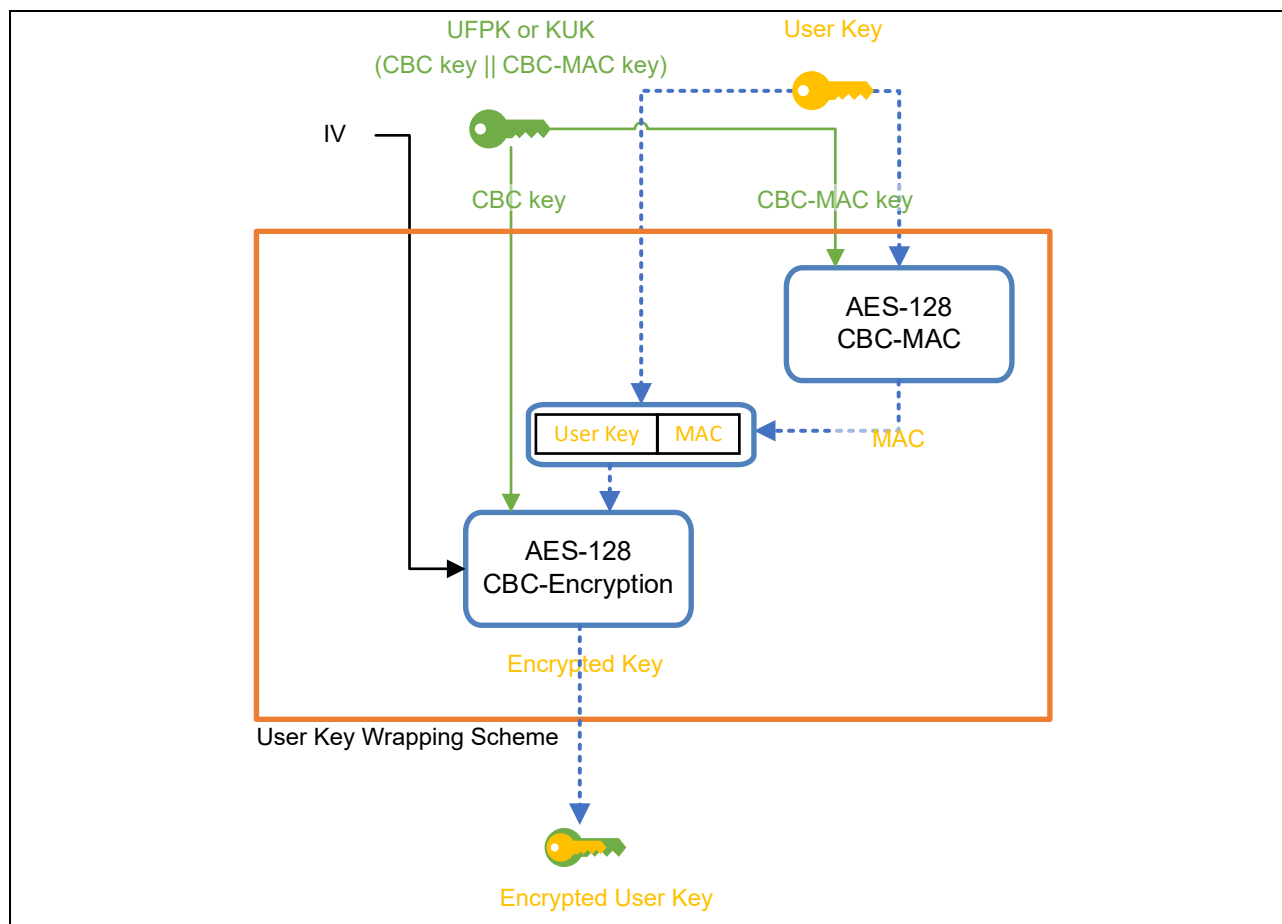 UFPK or KUK
(CBC key || CBC-MAC key)
User Key
IV
CBC key
CBC-MAC key
AES-128
CBC-MAC
User Key
MAC
MAC
AES-128
CBC-Encryption
Encrypted Key
User Key Wrapping Scheme
Encrypted User Key